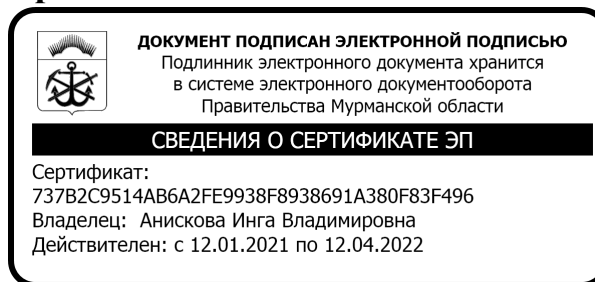 ДОКУМЕНТ ПОДПИСАН ЭЛЕКТРОННОЙ ПОДПИСЬЮ
Подлинник электронного документа хранится
в системе электронного документооборота
Правительства Мурманской области
СВЕДЕНИЯ О СЕРТИФИКАТЕ ЭП
Сертификат:
737B2C9514AB6A2FE9938F8938691A380F83F496
Владелец: Анискова Инга Владимировна
Действителен: с 12.01.2021 по 12.04.2022